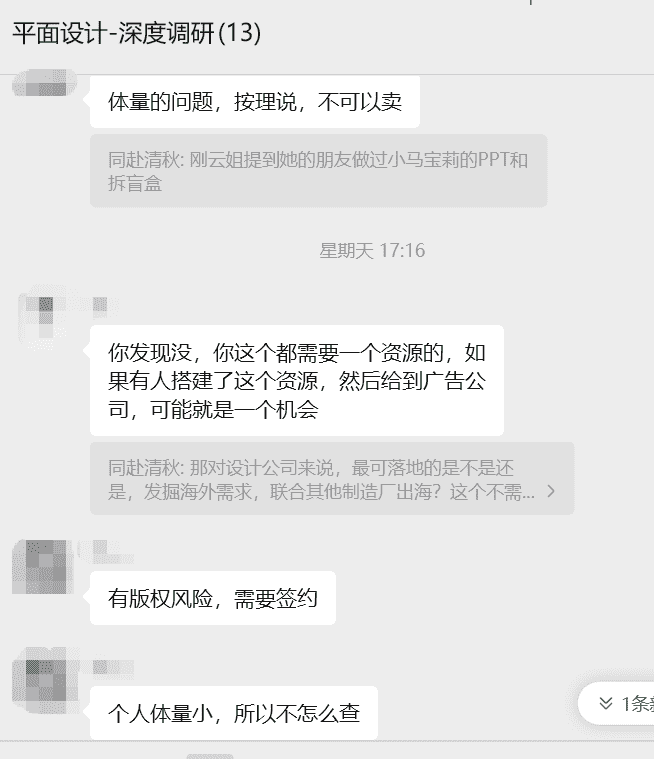 平面设计-深度调研(13)
体量的问题，按理说，不可以卖
同赴清秋: 刚云姐提到她的朋友做过小马宝莉的PPT和
拆盲盒
星期天 17:16
你发现没，你这个都需要一个资源的，如
果有人搭建了这个资源，然后给到广告公
司，可能就是一个机会
同赴清秋: 那对设计公司来说，最可落地的是不是还
是，发掘海外需求，联合其他制造厂出海？这个不需...
有版权风险，需要签约
1条
个人体量小，所以不怎么查